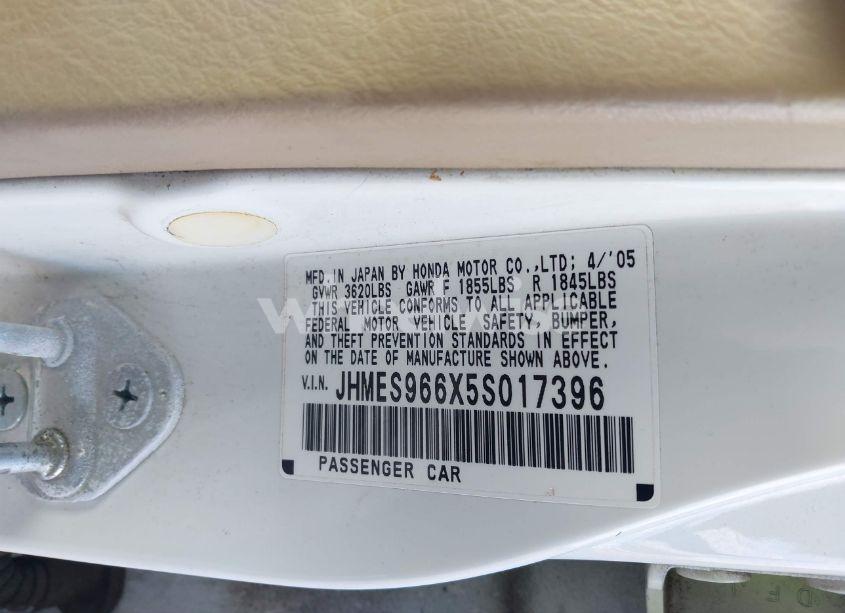 MFD.IN JAPAN BY HONDA MOTOR CO.,LTD; 4/'05
GVWR 3620LBS GAWR F 1855LBS R 1845LBS
THIS VEHICLE CONFORMS TO ALL APPLICABLE
FEDERAL MOTOR VEHICLE SAFETY, BUMPER,
AND THEFT PREVENTION STANDARDS IN EFFECT
ON THE DATE OF MANUFACTURE SHOWN ABOVE.
V.I.N. JHMES966X5S017396
PASSENGER CAR